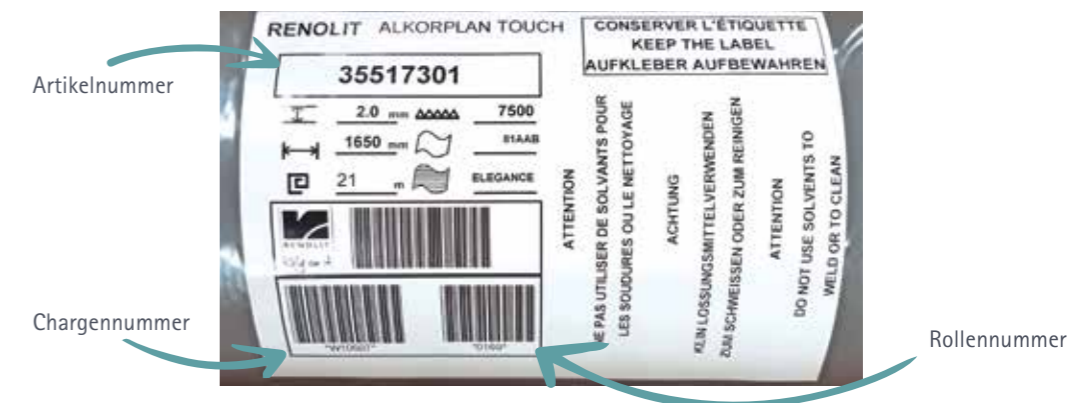 Artikelnummer
Chargennummer
Rollennummer
RENOLIT ALKORPLAN TOUCH
35517301
2.0 mm 7500
1650 mm 81AAB
21 m ELEGANCE
RENOLIT
CONSERVER L'ÉTIQUETTE
KEEP THE LABEL
AUFKLEBER AUFBEWAHREN
ATTENTION
NE PAS UTILISER DE SOLVANTS POUR
LES SOUDURES OU LE NETTOYAGE
ACHTUNG
KLIN LOSSUNGSMITTELVERWENDEN
ZUM SCHWEISSEN ODER ZUM REINIGEN
ATTENTION
DO NOT USE SOLVENTS TO
WELD OR TO CLEAN